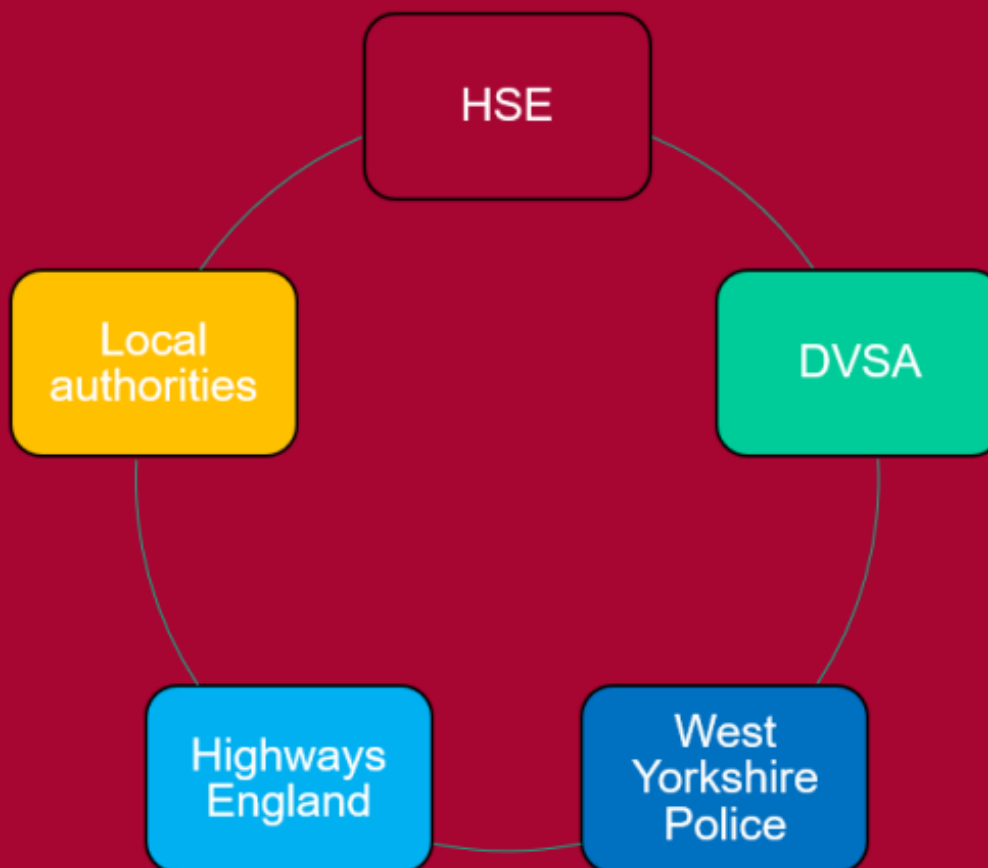 HSE
DVSA
West
Yorkshire
Police
Highways
England
Local
authorities